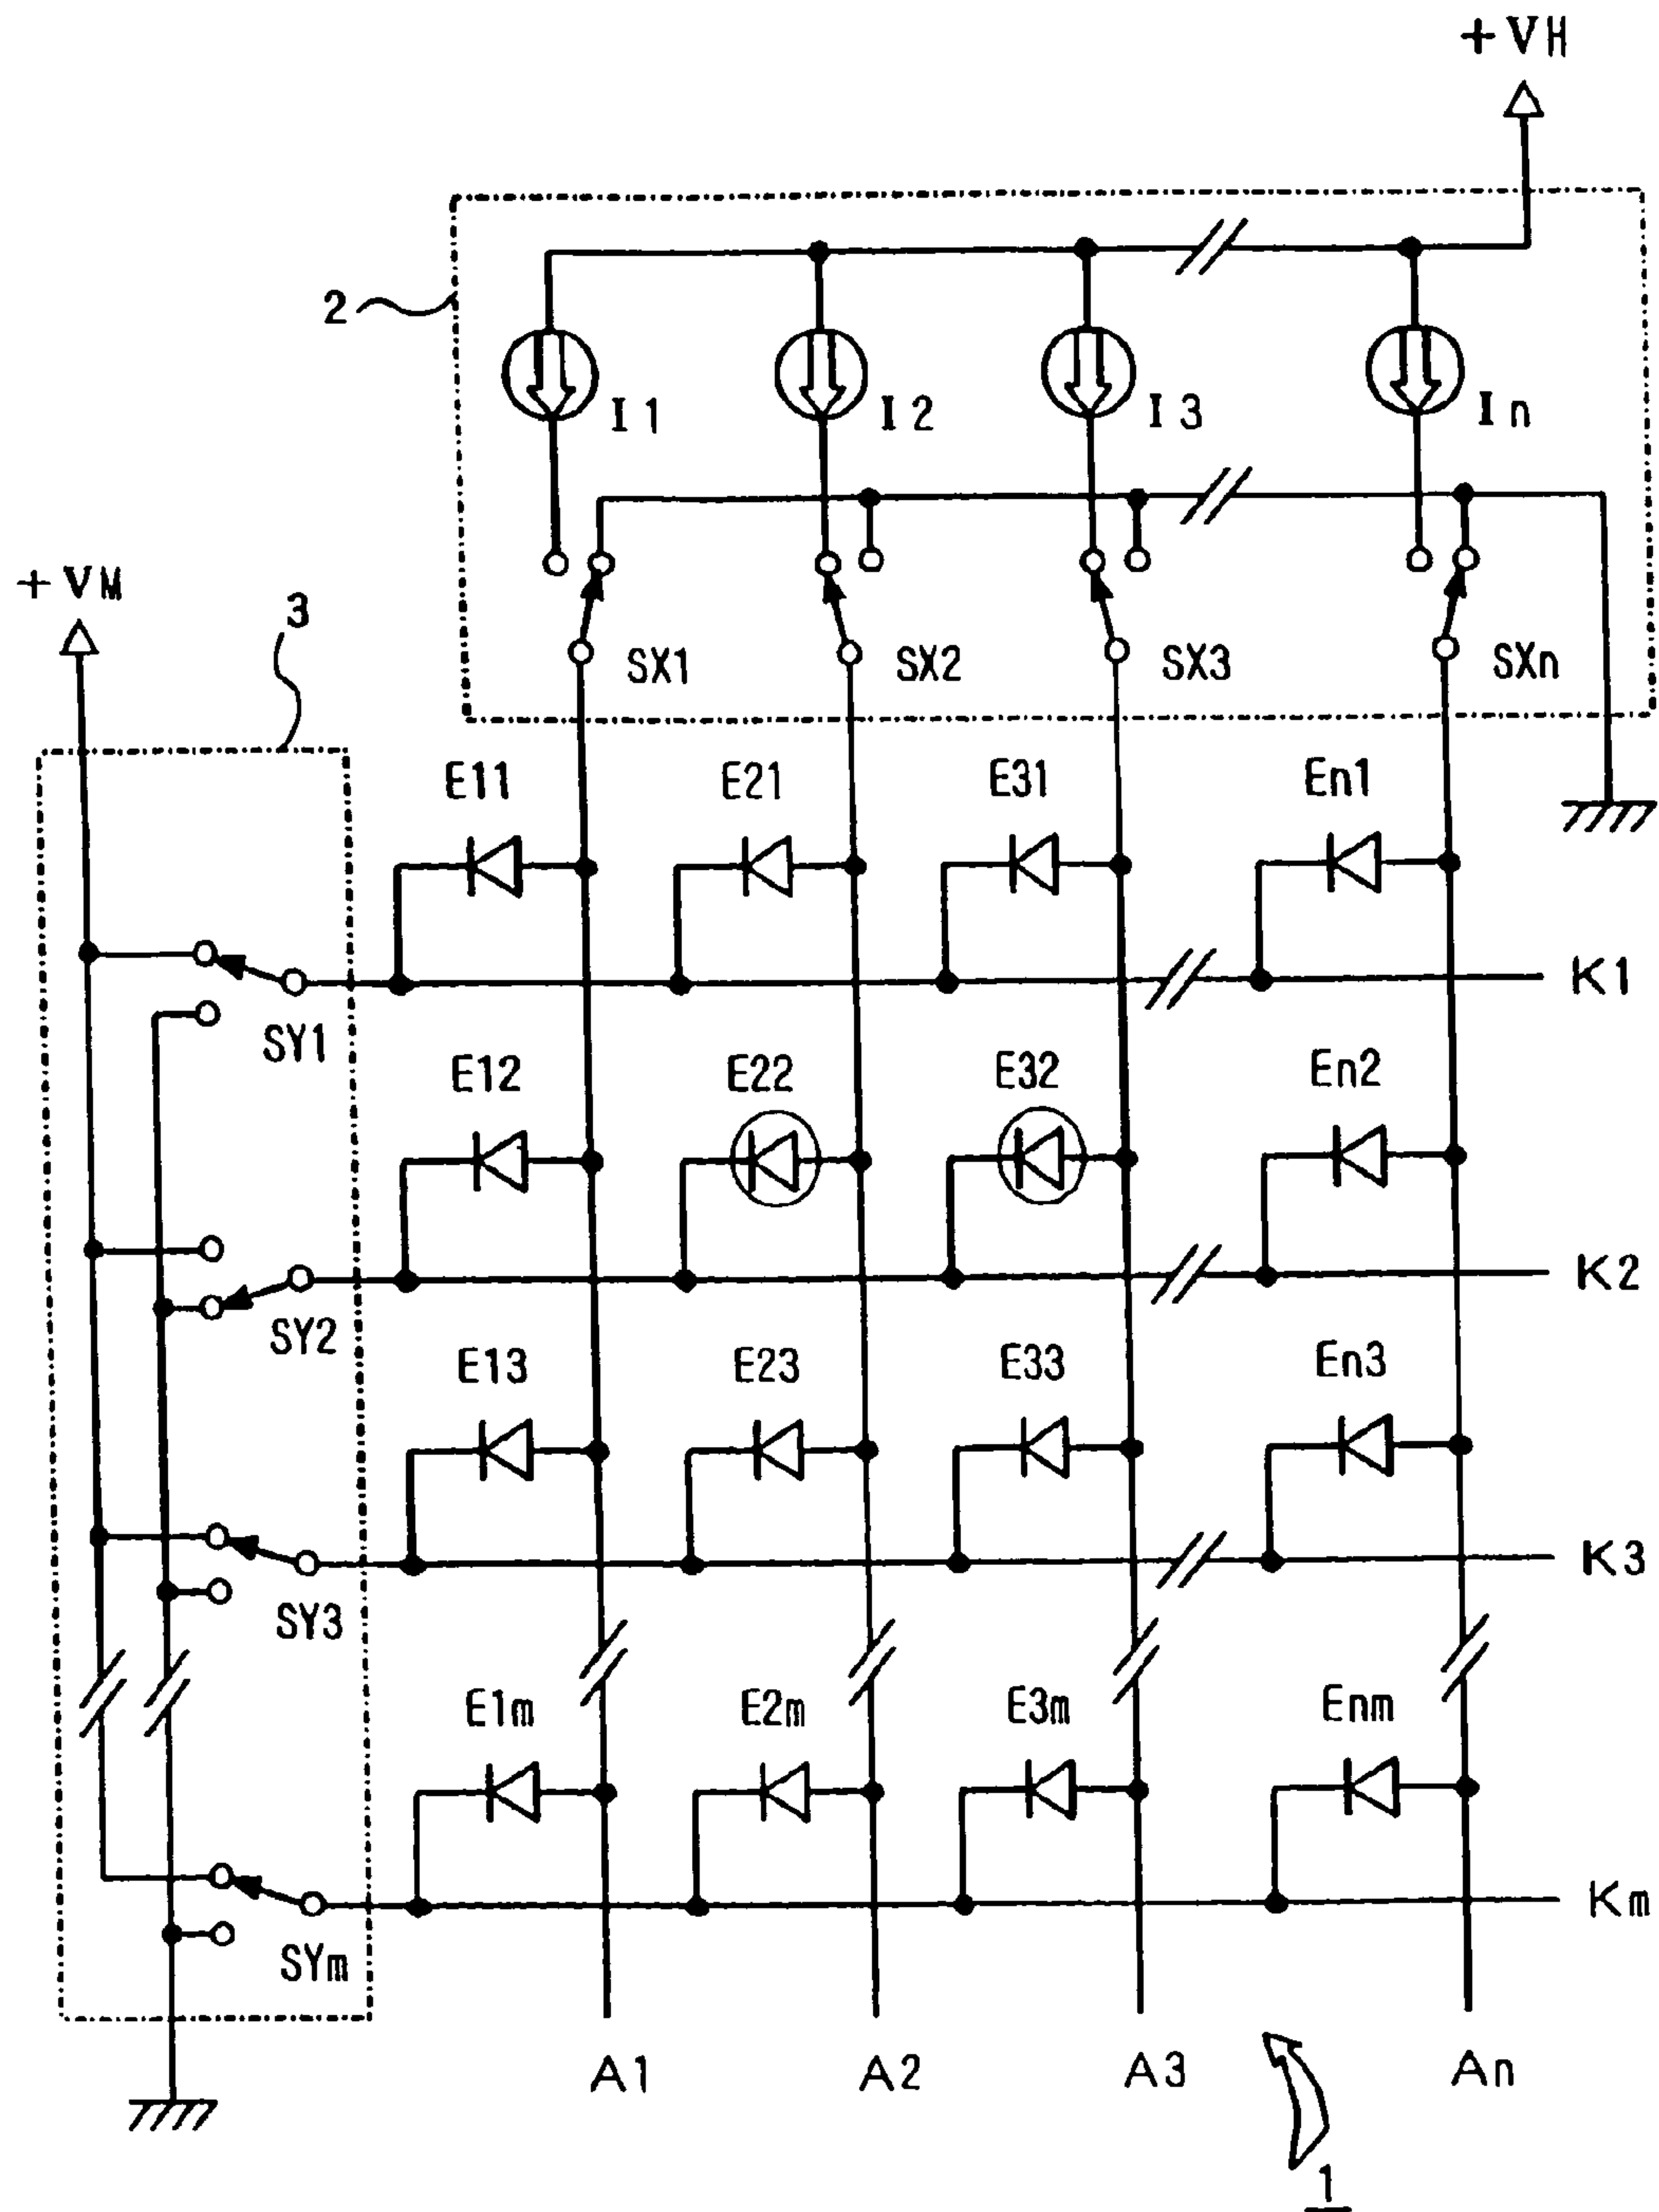 +VH
2
I1 I2 I3 In
+VM
3
SX1 SX2 SX3 SXn
E11 E21 E31 En1
K1
SY1
E12 E22 E32 En2
K2
SY2
E13 E23 E33 En3
K3
SY3
E1m E2m E3m Enm
Km
SYm
A1 A2 A3 An
1